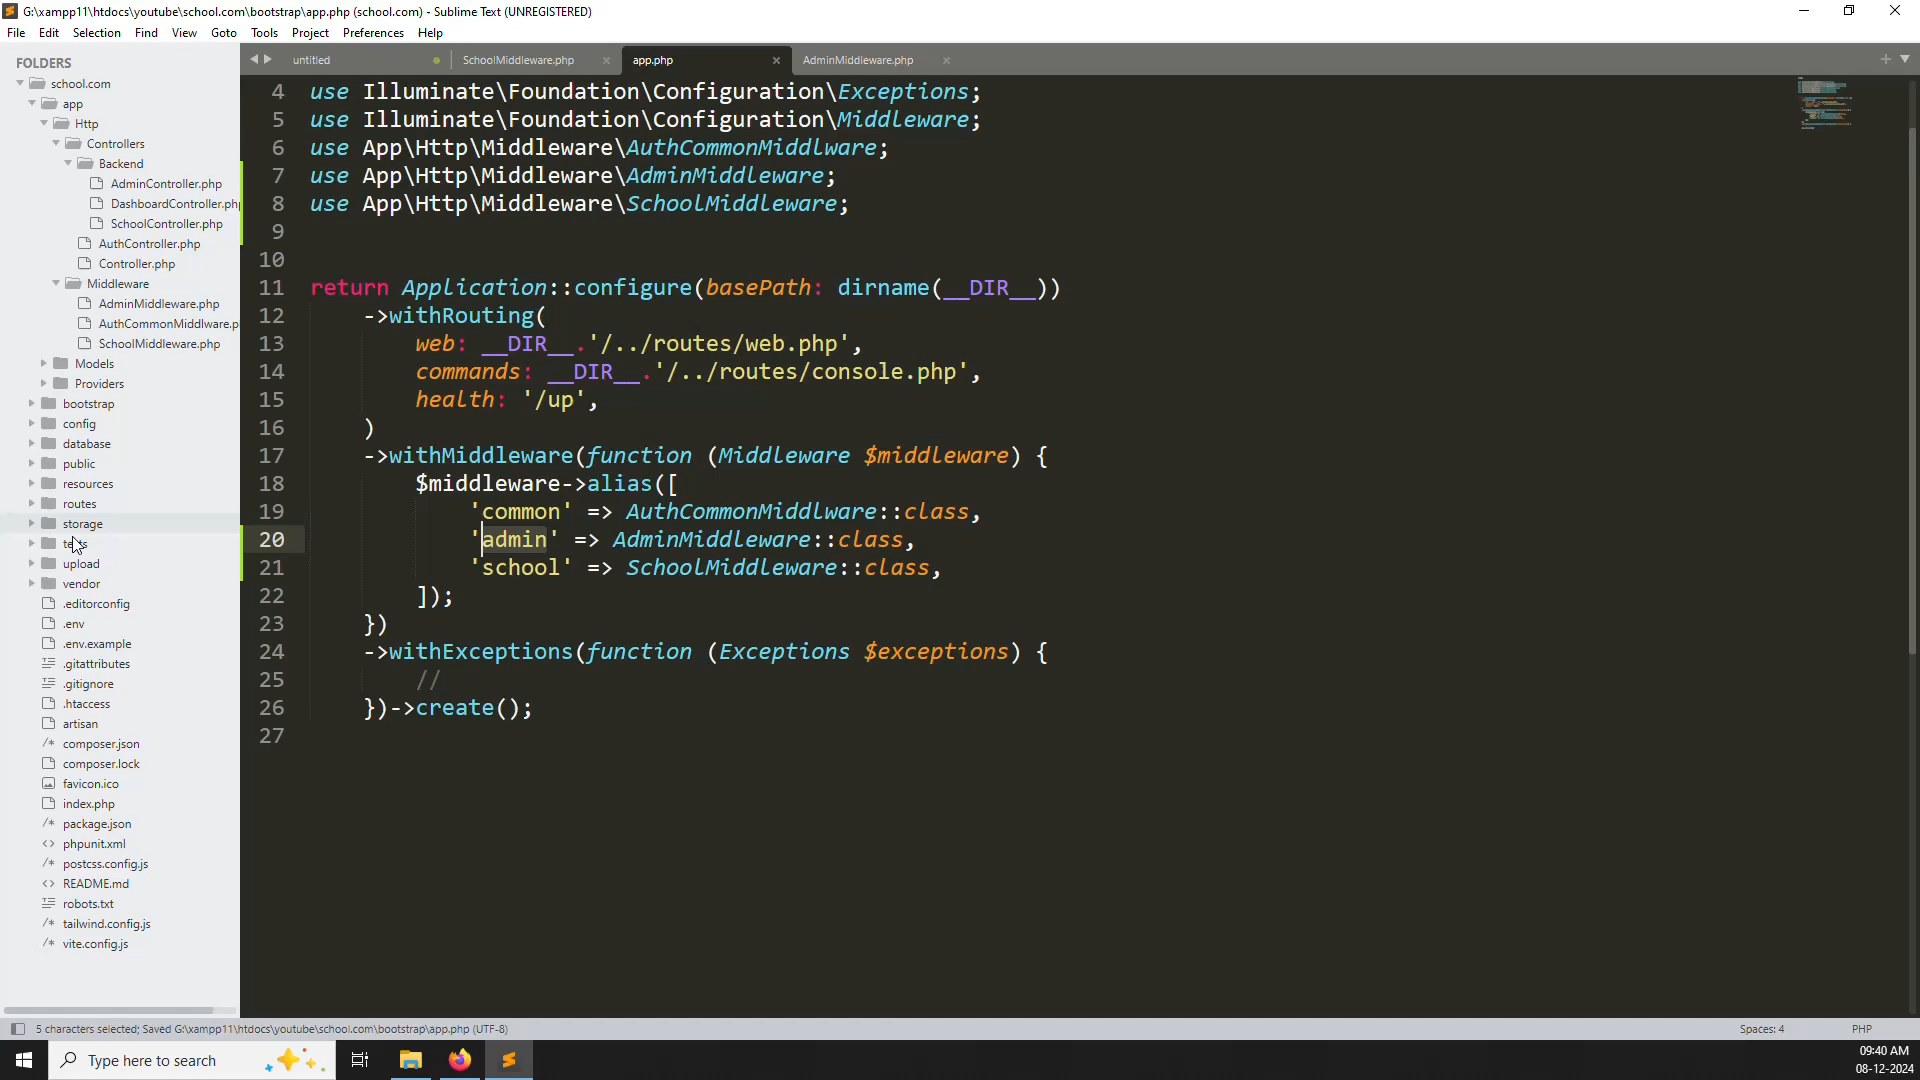 G:\xampp11\htdocs\youtube\school.com\bootstrap\app.php (school.com) - Sublime Text (UNREGISTERED)
File Edit Selection Find View Goto Tools Project Preferences Help
FOLDERS
school.com
app
Http
Controllers
Backend
AdminController.php
DashboardController.php
SchoolController.php
AuthController.php
Controller.php
Middleware
AdminMiddleware.php
AuthCommonMiddlware.p
SchoolMiddleware.php
Models
Providers
bootstrap
config
database
public
resources
routes
storage
upload
vendor
.editorconfig
.env
.env.example
.gitattributes
.gitignore
.htaccess
artisan
composer.json
composer.lock
favicon.ico
index.php
package.json
phpunit.xml
postcss.config.js
README.md
robots.txt
tailwind.config.js
vite.config.js
untitled SchoolMiddleware.php app.php AdminMiddleware.php
4 use Illuminate\Foundation\Configuration\Exceptions;
5 use Illuminate\Foundation\Configuration\Middleware;
6 use App\Http\Middleware\AuthCommonMiddlware;
7 use App\Http\Middleware\AdminMiddleware;
8 use App\Http\Middleware\SchoolMiddleware;
9
10
11 return Application::configure(basePath: dirname(__DIR__))
12 ->withRouting(
13 web: __DIR__.'/../routes/web.php',
14 commands: __DIR__.'/../routes/console.php',
15 health: '/up',
16 )
17 ->withMiddleware(function (Middleware $middleware) {
18 $middleware->alias([
19 'common' => AuthCommonMiddlware::class,
20 'admin' => AdminMiddleware::class,
21 'school' => SchoolMiddleware::class,
22 ]);
23 })
24 ->withExceptions(function (Exceptions $exceptions) {
25 //
26 })->create();
27
5 characters selected; Saved G:\xampp11\htdocs\youtube\school.com\bootstrap\app.php (UTF-8) Spaces: 4 PHP
Type here to search
09:40 AM
08-12-2024